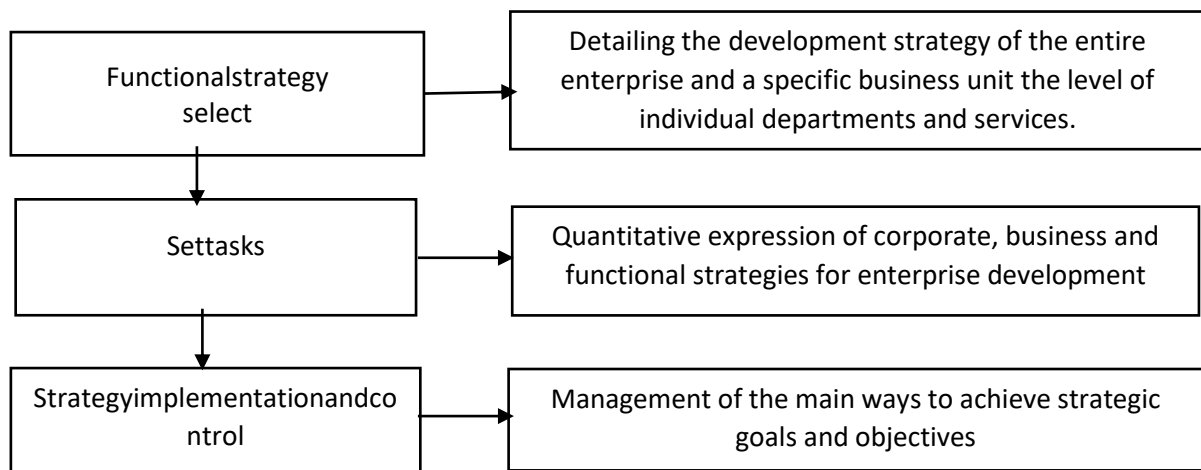 Functionalstrategy
select
Detailing the development strategy of the entire
enterprise and a specific business unit the level of
individual departments and services.
Settasks
Quantitative expression of corporate, business and
functional strategies for enterprise development
Strategyimplementationandco
ntrol
Management of the main ways to achieve strategic
goals and objectives